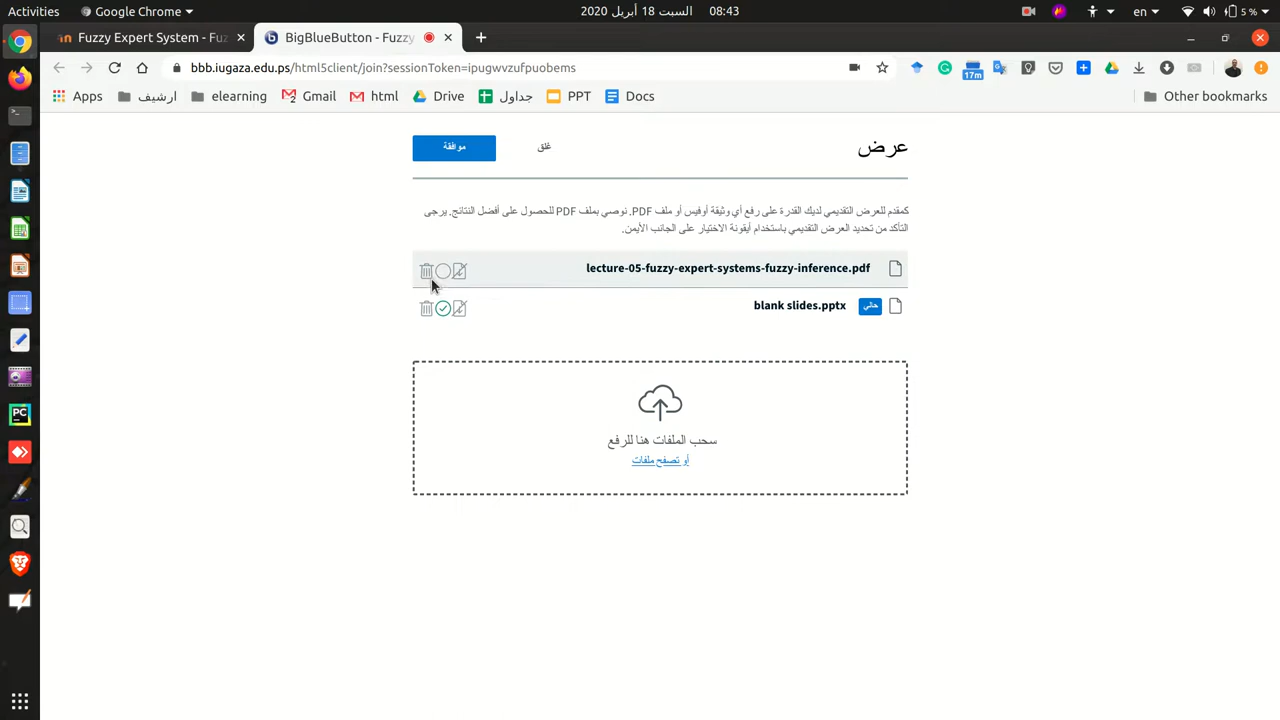 Activities
Google Chrome
السبت 18 أبريل 2020
08:43
en
5 %
Fuzzy Expert System - Fu
BigBlueButton - Fuzzy
bbb.iugaza.edu.ps/html5client/join?sessionToken=ipugwvzufpuobems
17m
Apps
ارشيف
elearning
Gmail
html
Drive
جداول
PPT
Docs
Other bookmarks
عرض
غلق
موافقة
كمقدم للعرض التقديمي لديك القدرة على رفع أي وثيقة أوفيس أو ملف PDF. نوصي بملف PDF للحصول على أفضل النتائج. يرجى
التأكد من تحديد العرض التقديمي باستخدام أيقونة الاختيار على الجانب الأيمن.
lecture-05-fuzzy-expert-systems-fuzzy-inference.pdf
حالي
blank slides.pptx
سحب الملفات هنا للرفع
أو تصفح ملفات
PC